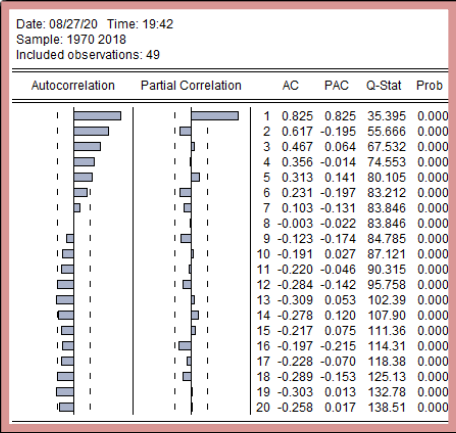 Date: 08/27/20 Time: 19:42
Sample: 1970 2018
Included observations: 49
Autocorrelation Partial Correlation AC PAC Q-Stat Prob
1 0.825 0.825 35.395 0.000
2 0.617 -0.195 55.666 0.000
3 0.467 0.064 67.532 0.000
4 0.356 -0.014 74.553 0.000
5 0.313 0.141 80.105 0.000
6 0.231 -0.197 83.212 0.000
7 0.103 -0.131 83.846 0.000
8 -0.003 -0.022 83.846 0.000
9 -0.123 -0.174 84.785 0.000
10 -0.191 0.027 87.121 0.000
11 -0.220 -0.046 90.315 0.000
12 -0.284 -0.142 95.758 0.000
13 -0.309 0.053 102.39 0.000
14 -0.278 0.120 107.90 0.000
15 -0.217 0.075 111.36 0.000
16 -0.197 -0.215 114.31 0.000
17 -0.228 -0.070 118.38 0.000
18 -0.289 -0.153 125.13 0.000
19 -0.303 0.013 132.78 0.000
20 -0.258 0.017 138.51 0.000